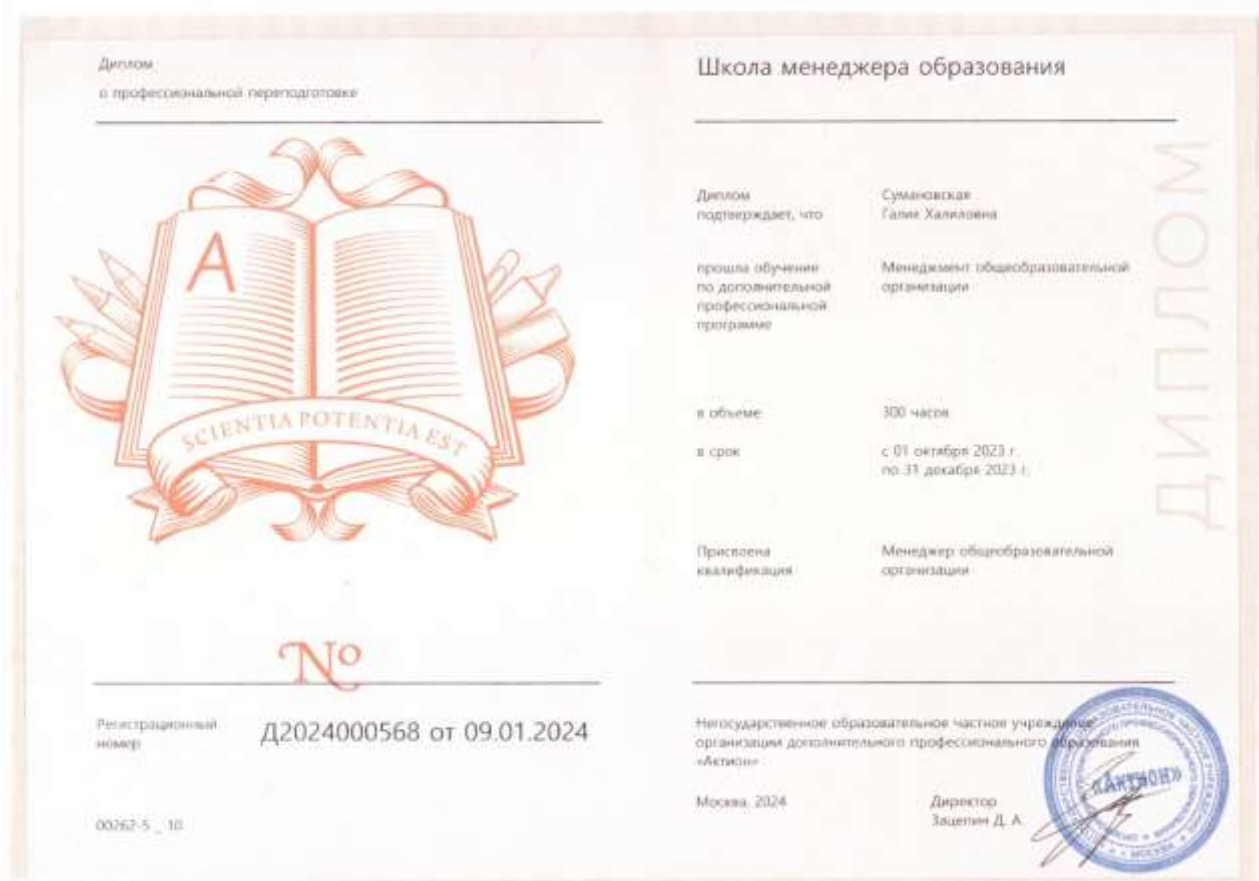 Диплом
о профессиональной переподготовке
A
SCIENTIA POTENTIA EST
№
Регистрационный
номер
Д2024000568 от 09.01.2024
00262-5 _ 10
Школа менеджера образования
Диплом
подтверждает, что
Сумановская
Халиловна
прошла обучение
по дополнительной
профессиональной
программе
Менеджмент общеобразовательной
организации
в объеме
300 часов
в срок
с 01 октября 2023 г.
по 31 декабря 2023 г.
Присвоена
квалификация
Менеджер общеобразовательной
организации
Негосударственное образовательное частное учреждение
организации дополнительного профессионального образования
«Актион»
Москва, 2024
Директор
Зацепин Д. А.
ДИПЛОМ
«Актион»
МОСКВА